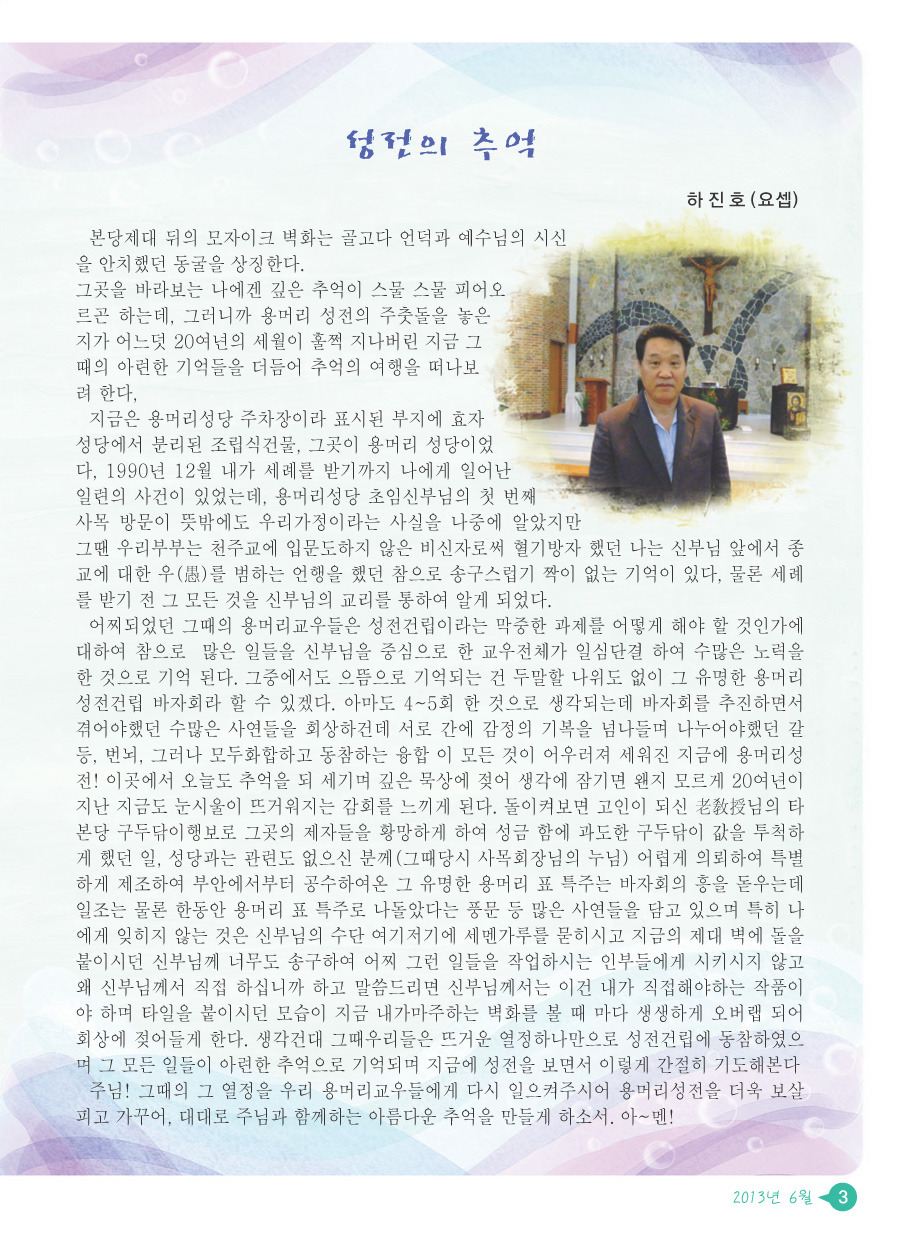 성전의 추억
하 진 호 (요셉)
본당제대 뒤의 모자이크 벽화는 골고다 언덕과 예수님의 시신
을 안치했던 동굴을 상징한다.
그곳을 바라보는 나에겐 깊은 추억이 스물 스물 피어오
르곤 하는데, 그러니까 용머리 성전의 주춧돌을 놓은
지가 어느덧 20여년의 세월이 훌쩍 지나버린 지금 그
때의 아련한 기억들을 더듬어 추억의 여행을 떠나보
려 한다,
지금은 용머리성당 주차장이라 표시된 부지에 효자
성당에서 분리된 조립식건물, 그곳이 용머리 성당이었
다, 1990년 12월 내가 세례를 받기까지 나에게 일어난
일련의 사건이 있었는데, 용머리성당 초임신부님의 첫 번째
사목 방문이 뜻밖에도 우리가정이라는 사실을 나중에 알았지만
그땐 우리부부는 천주교에 입문도하지 않은 비신자로써 혈기방자 했던 나는 신부님 앞에서 종
교에 대한 우(愚)를 범하는 언행을 했던 참으로 송구스럽기 짝이 없는 기억이 있다, 물론 세례
를 받기 전 그 모든 것을 신부님의 교리를 통하여 알게 되었다.
어찌되었던 그때의 용머리교우들은 성전건립이라는 막중한 과제를 어떻게 해야 할 것인가에
대하여 참으로 많은 일들을 신부님을 중심으로 한 교우전체가 일심단결 하여 수많은 노력을
한 것으로 기억 된다. 그중에서도 으뜸으로 기억되는 건 두말할 나위도 없이 그 유명한 용머리
성전건립 바자회라 할 수 있겠다. 아마도 4~5회 한 것으로 생각되는데 바자회를 추진하면서
겪어야했던 수많은 사연들을 회상하건데 서로 간에 감정의 기복을 넘나들며 나누어야했던 갈
등, 번뇌, 그러나 모두화합하고 동참하는 융합 이 모든 것이 어우러져 세워진 지금에 용머리성
전! 이곳에서 오늘도 추억을 되 세기며 깊은 묵상에 젖어 생각에 잠기면 왠지 모르게 20여년이
지난 지금도 눈시울이 뜨거워지는 감회를 느끼게 된다. 돌이켜보면 고인이 되신 老敎授님의 타
본당 구두닦이행보로 그곳의 제자들을 황망하게 하여 성금 함에 과도한 구두닦이 값을 투척하
게 했던 일, 성당과는 관련도 없으신 분께(그때당시 사목회장님의 누님) 어렵게 의뢰하여 특별
하게 제조하여 부안에서부터 공수하여온 그 유명한 용머리 표 특주는 바자회의 흥을 돋우는데
일조는 물론 한동안 용머리 표 특주로 나돌았다는 풍문 등 많은 사연들을 담고 있으며 특히 나
에게 잊히지 않는 것은 신부님의 수단 여기저기에 세멘가루를 묻히시고 지금의 제대 벽에 돌을
붙이시던 신부님께 너무도 송구하여 어찌 그런 일들을 작업하시는 인부들에게 시키시지 않고
왜 신부님께서 직접 하십니까 하고 말씀드리면 신부님께서는 이건 내가 직접해야하는 작품이
야 하며 타일을 붙이시던 모습이 지금 내가마주하는 벽화를 볼 때 마다 생생하게 오버랩 되어
회상에 젖어들게 한다. 생각건대 그때우리들은 뜨거운 열정하나만으로 성전건립에 동참하였으
며 그 모든 일들이 아련한 추억으로 기억되며 지금에 성전을 보면서 이렇게 간절히 기도해본다
주님! 그때의 그 열정을 우리 용머리교우들에게 다시 일으켜주시어 용머리성전을 더욱 보살
피고 가꾸어, 대대로 주님과 함께하는 아름다운 추억을 만들게 하소서. 아~멘!
2013년 6월 3